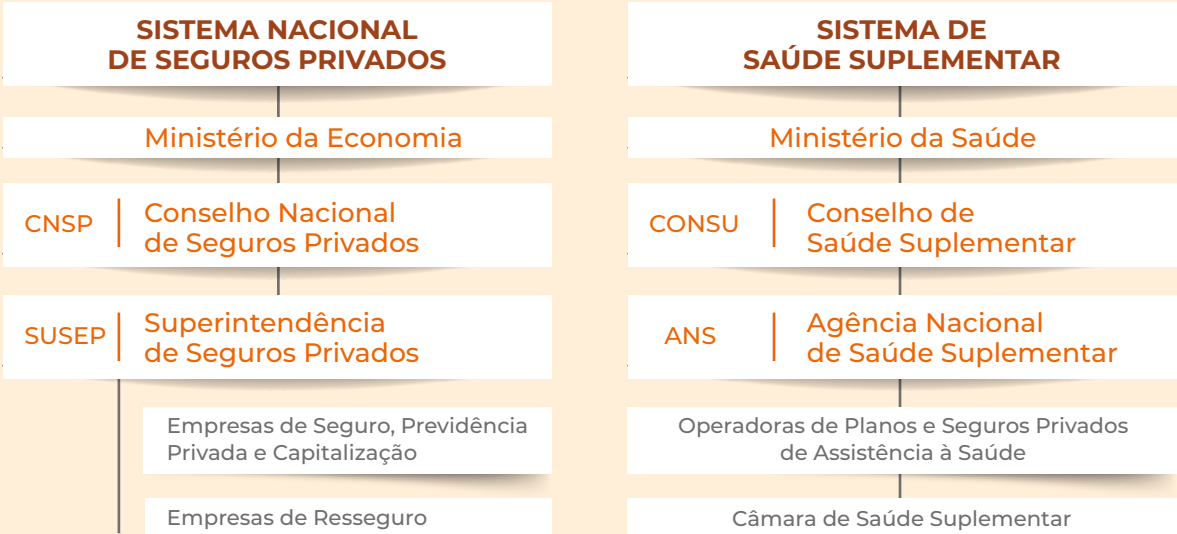 SISTEMA NACIONAL
DE SEGUROS PRIVADOS
Ministério da Economia
CNSP
Conselho Nacional
de Seguros Privados
SUSEP
Superintendência
de Seguros Privados
Empresas de Seguro, Previdência
Privada e Capitalização
Empresas de Resseguro
SISTEMA DE
SAÚDE SUPLEMENTAR
Ministério da Saúde
CONSU
Conselho de
Saúde Suplementar
ANS
Agência Nacional
de Saúde Suplementar
Operadoras de Planos e Seguros Privados
de Assistência à Saúde
Câmara de Saúde Suplementar